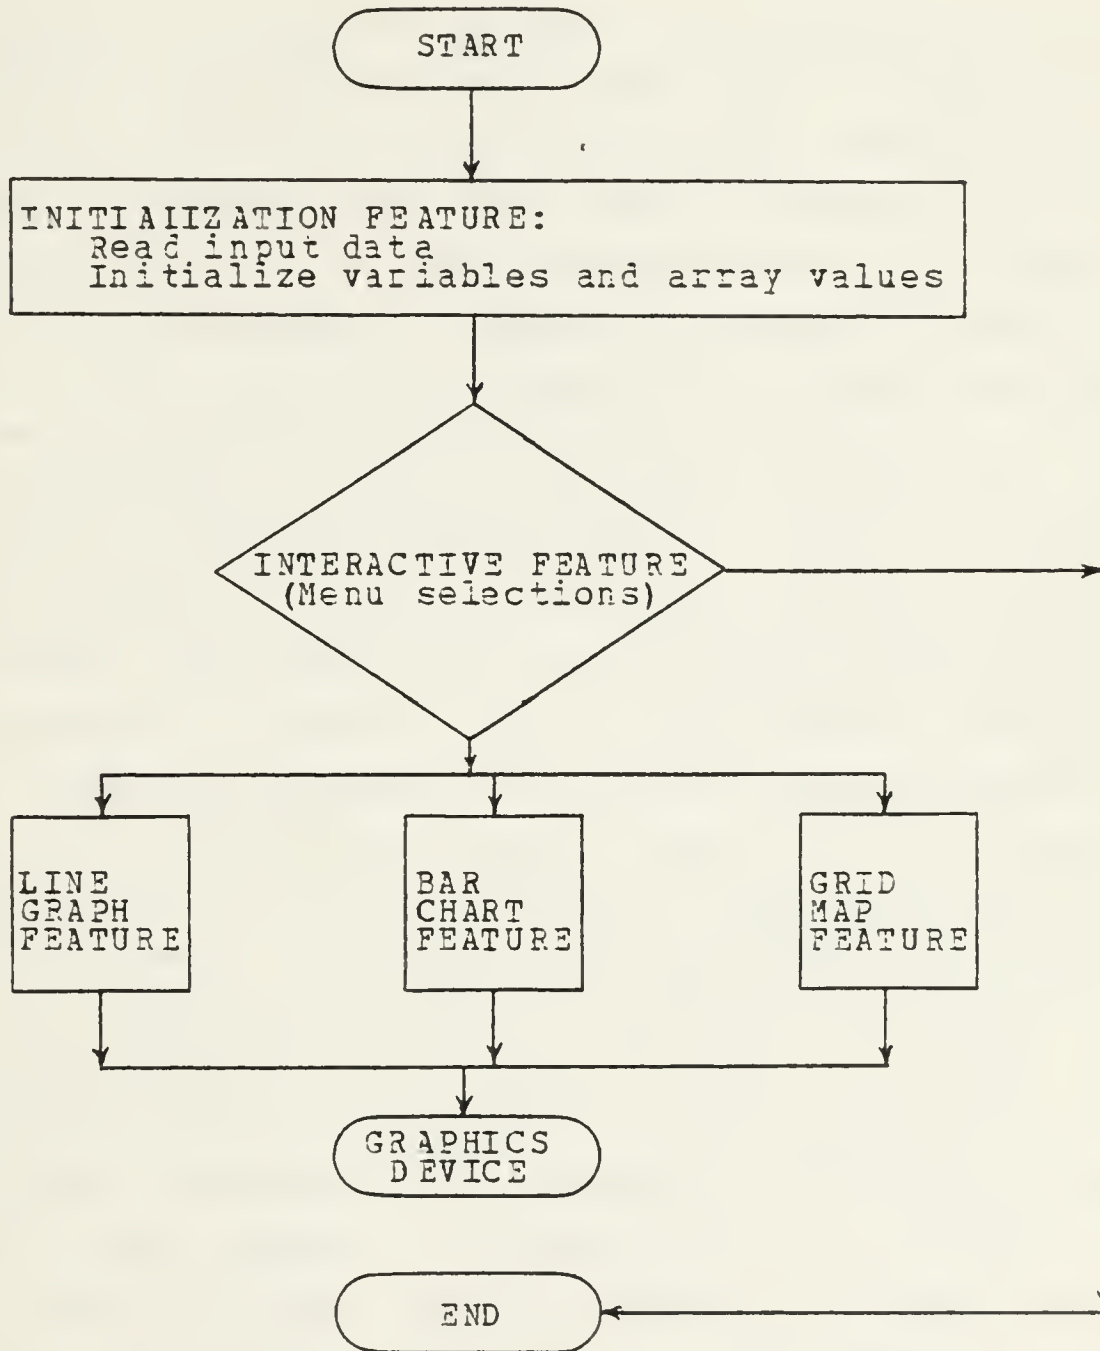 START
INITIALIZATION FEATURE:
Read input data
Initialize variables and array values
INTERACTIVE FEATURE
(Menu selections)
LINE
GRAPH
FEATURE
BAR
CHART
FEATURE
GRID
MAP
FEATURE
GRAPHICS
DEVICE
END